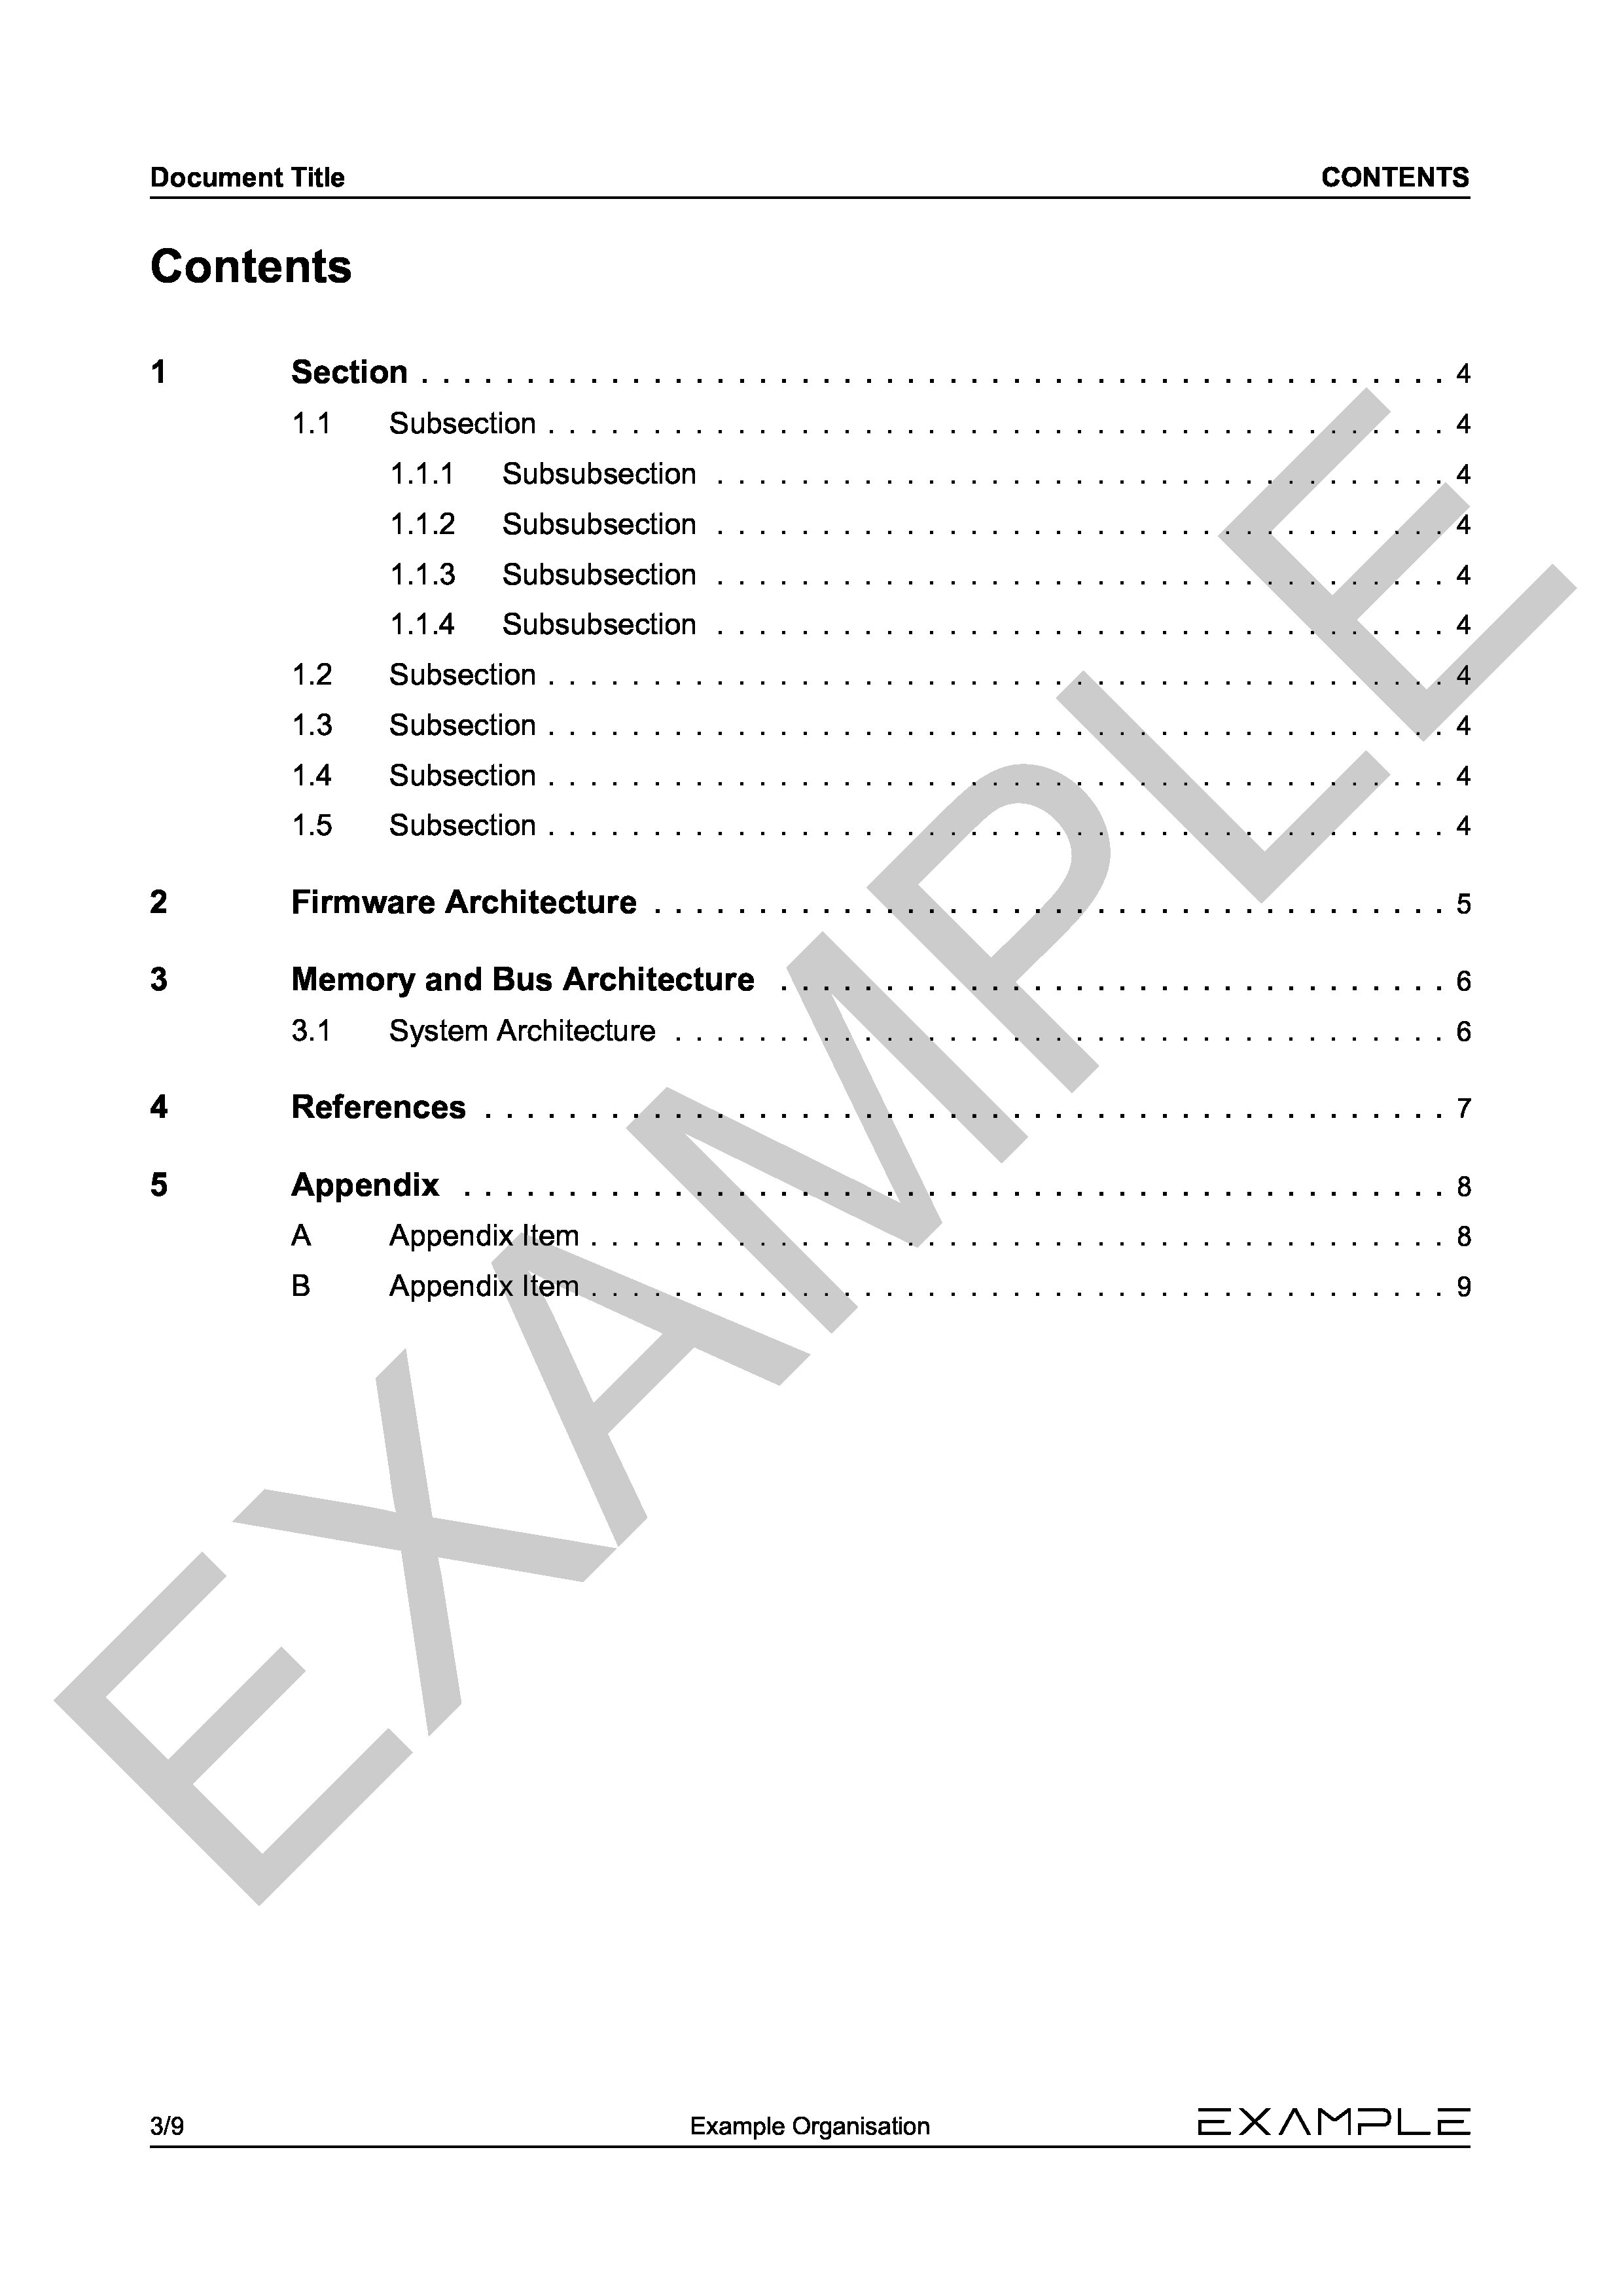 Document Title CONTENTS
Contents
1 Section . . . . . . . . . . . . . . . . . . . . . . . . . . . . . . . . . . . . . . . . . . . . . . . . . 4
1.1 Subsection . . . . . . . . . . . . . . . . . . . . . . . . . . . . . . . . . . . . . . . . . . . 4
1.1.1 Subsubsection . . . . . . . . . . . . . . . . . . . . . . . . . . . . . . . . . . . 4
1.1.2 Subsubsection . . . . . . . . . . . . . . . . . . . . . . . . . . . . . . . . . . . 4
1.1.3 Subsubsection . . . . . . . . . . . . . . . . . . . . . . . . . . . . . . . . . . . 4
1.1.4 Subsubsection . . . . . . . . . . . . . . . . . . . . . . . . . . . . . . . . . . . 4
1.2 Subsection . . . . . . . . . . . . . . . . . . . . . . . . . . . . . . . . . . . . . . . . . . . 4
1.3 Subsection . . . . . . . . . . . . . . . . . . . . . . . . . . . . . . . . . . . . . . . . . . . 4
1.4 Subsection . . . . . . . . . . . . . . . . . . . . . . . . . . . . . . . . . . . . . . . . . . . 4
1.5 Subsection . . . . . . . . . . . . . . . . . . . . . . . . . . . . . . . . . . . . . . . . . . . 4
2 Firmware Architecture . . . . . . . . . . . . . . . . . . . . . . . . . . . . . . . . . . . . . . 5
3 Memory and Bus Architecture . . . . . . . . . . . . . . . . . . . . . . . . . . . . . . . . 6
3.1 System Architecture . . . . . . . . . . . . . . . . . . . . . . . . . . . . . . . . . . . . . 6
4 References . . . . . . . . . . . . . . . . . . . . . . . . . . . . . . . . . . . . . . . . . . . . . . 7
5 Appendix . . . . . . . . . . . . . . . . . . . . . . . . . . . . . . . . . . . . . . . . . . . . . . . 8
A Appendix Item . . . . . . . . . . . . . . . . . . . . . . . . . . . . . . . . . . . . . . . . . 8
B Appendix Item . . . . . . . . . . . . . . . . . . . . . . . . . . . . . . . . . . . . . . . . . 9
EXAMPLE
3/9 Example Organisation EXAMPLE